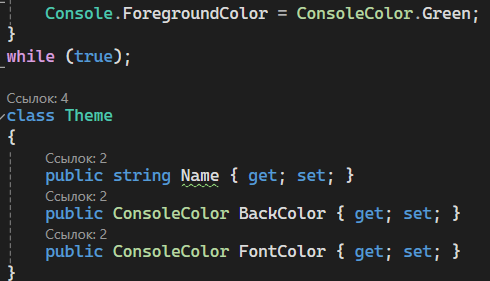 Console.ForegroundColor = ConsoleColor.Green;
}
while (true);
Ссылок: 4
class Theme
{
Ссылок: 2
public string Name { get; set; }
Ссылок: 2
public ConsoleColor BackColor { get; set; }
Ссылок: 2
public ConsoleColor FontColor { get; set; }
}